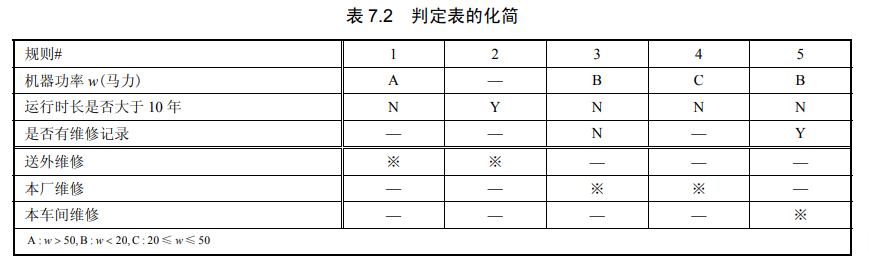 表 7.2 判定表的化简
规则# 1 2 3 4 5
机器功率 w(马力) A — B C B
运行时长是否大于 10 年 N Y N N N
是否有维修记录 — — N — Y
送外维修 ※ ※ — — —
本厂维修 — — ※ ※ —
本车间维修 — — — — ※
A : w > 50, B : w < 20, C : 20 ≤ w ≤ 50